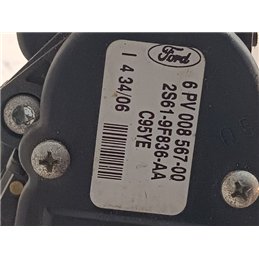 Ford
6 PV 008 567-00
2S61-9F836-AA
C95YE
I 4 34/06